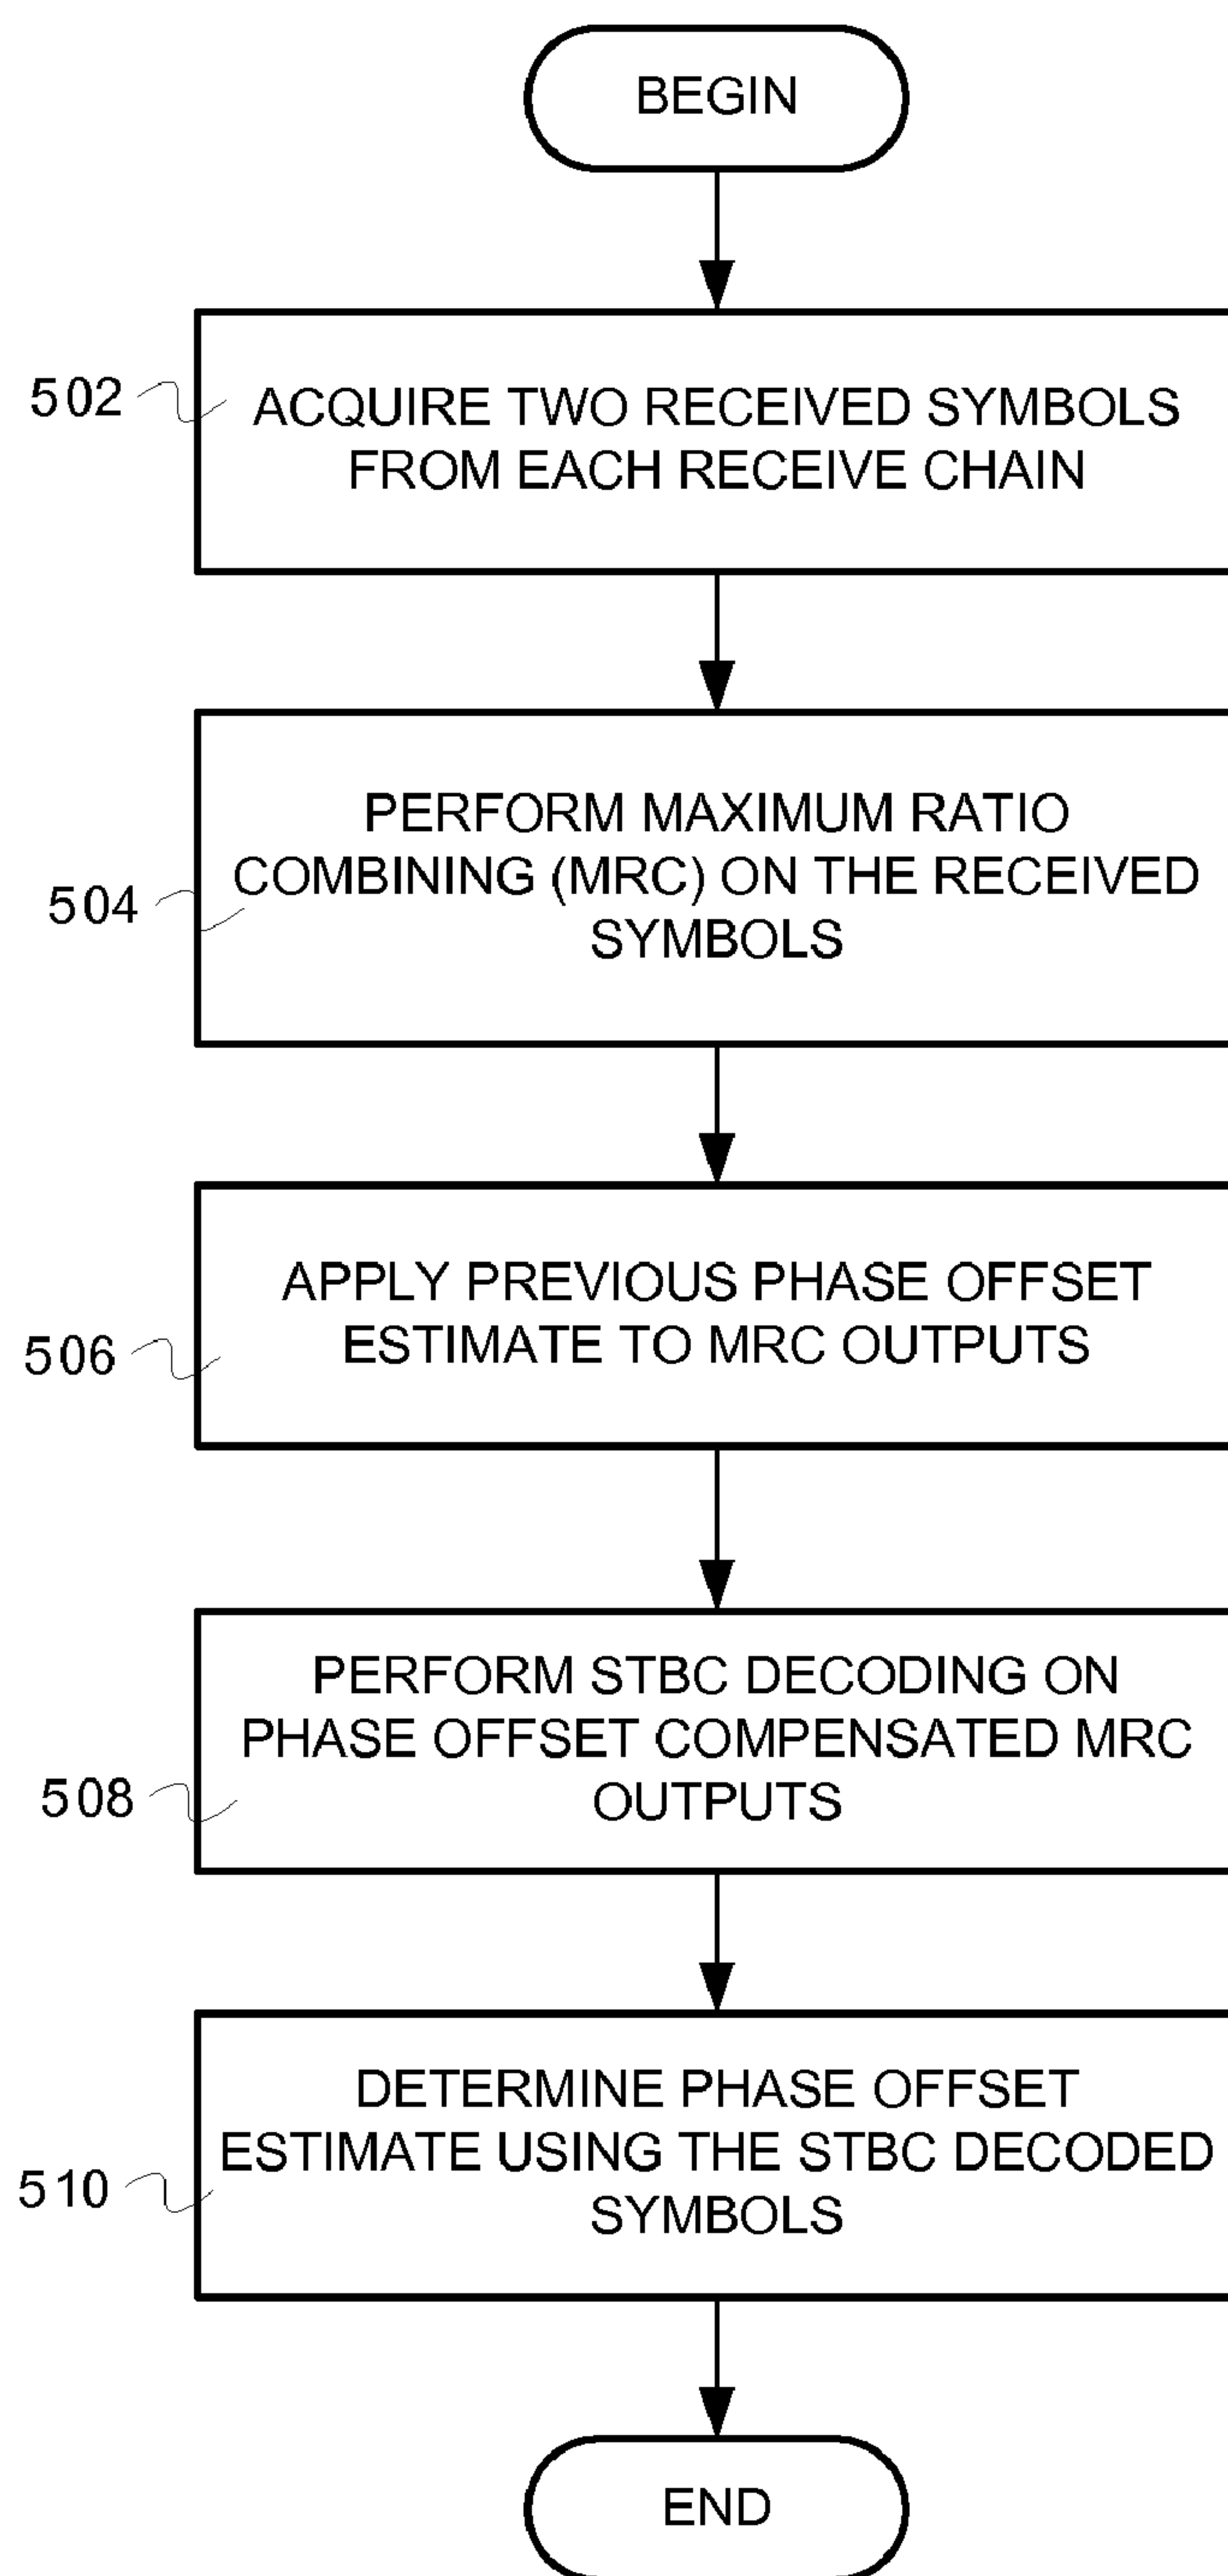 BEGIN
502
ACQUIRE TWO RECEIVED SYMBOLS
FROM EACH RECEIVE CHAIN
504
PERFORM MAXIMUM RATIO
COMBINING (MRC) ON THE RECEIVED
SYMBOLS
506
APPLY PREVIOUS PHASE OFFSET
ESTIMATE TO MRC OUTPUTS
508
PERFORM STBC DECODING ON
PHASE OFFSET COMPENSATED MRC
OUTPUTS
510
DETERMINE PHASE OFFSET
ESTIMATE USING THE STBC DECODED
SYMBOLS
END